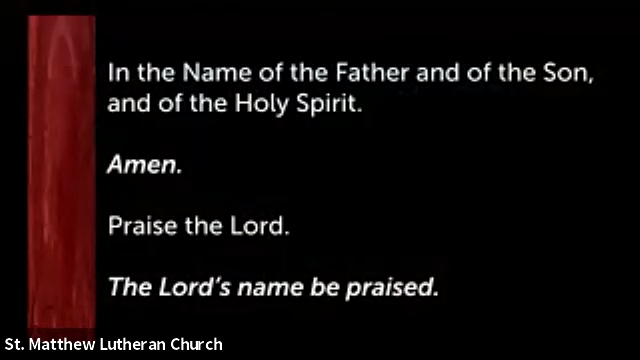 In the Name of the Father and of the Son,
and of the Holy Spirit.
Amen.
Praise the Lord.
The Lord's name be praised.
St. Matthew Lutheran Church